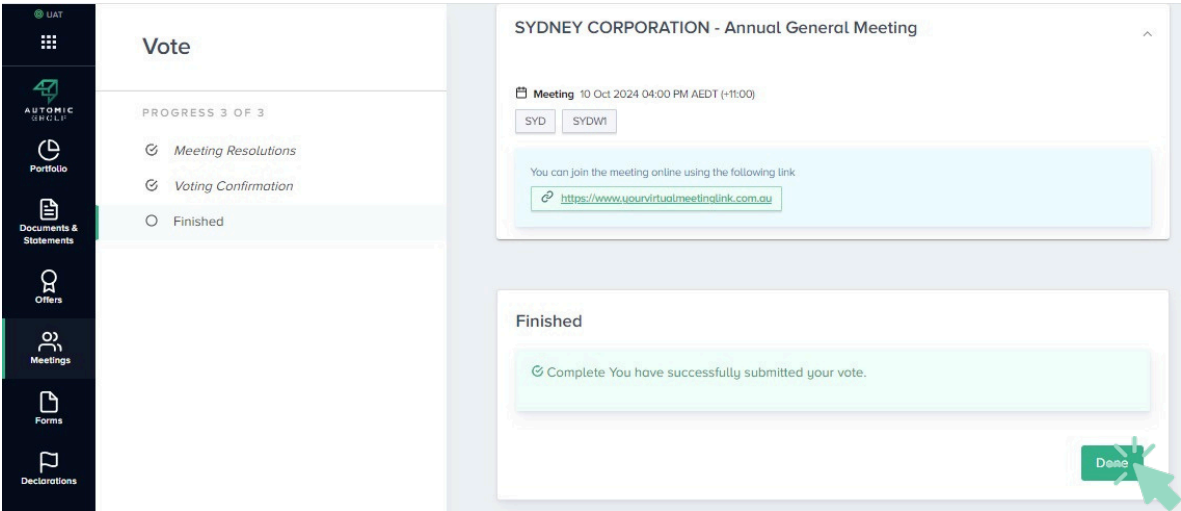 UAT
AUTOMIC
GROUP
Portfolio
Documents &
Statements
Offers
Meetings
Forms
Declarations
Vote
PROGRESS 3 OF 3
Meeting Resolutions
Voting Confirmation
Finished
SYDNEY CORPORATION - Annual General Meeting
Meeting 10 Oct 2024 04:00 PM AEDT (+11:00)
SYD SYDW1
You can join the meeting online using the following link
https://www.yourvirtualmeetinglink.com.au
Finished
Complete You have successfully submitted your vote.
Done